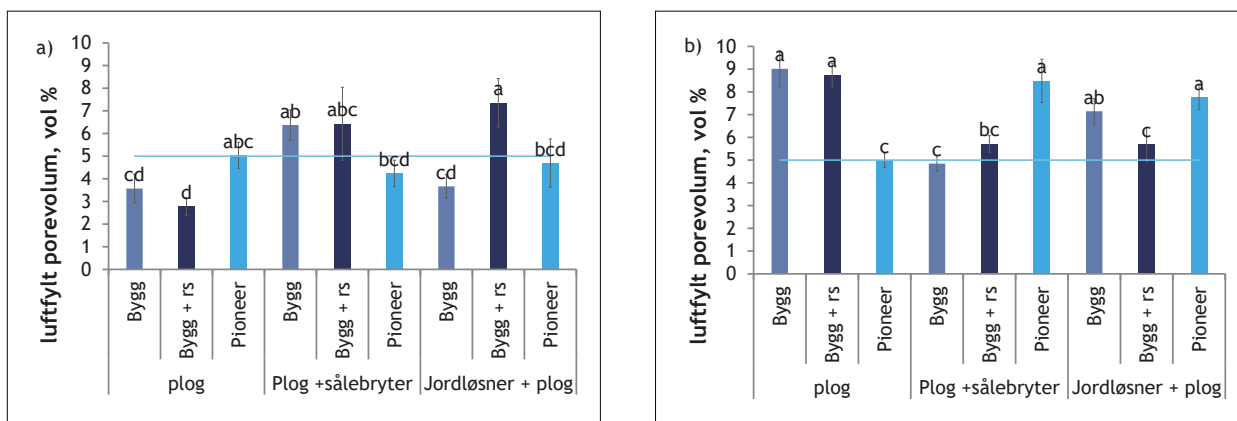 a)
luftfylt porevolum, vol %
10
9
8
7
6
5
4
3
2
1
0
cd
d
abc
ab
abc
bcd
cd
a
bcd
Bygg
Bygg + rs
Pioneer
Bygg
Bygg + rs
Pioneer
Bygg
Bygg + rs
Pioneer
plog
Plog +sålebryter
Jordløsner + plog
b)
luftfylt porevolum, vol %
10
9
8
7
6
5
4
3
2
1
0
a
a
c
c
bc
a
ab
c
a
Bygg
Bygg + rs
Pioneer
Bygg
Bygg + rs
Pioneer
Bygg
Bygg + rs
Pioneer
plog
Plog +sålebryter
Jordløsner + plog